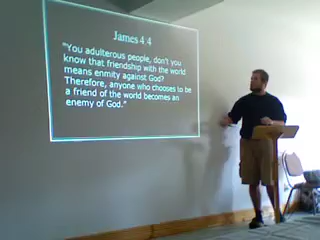 James 4:4
"You adulterous people, don't you
know that friendship with the world
means enmity against God?
Therefore, anyone who chooses to be
a friend of the world becomes an
enemy of God."